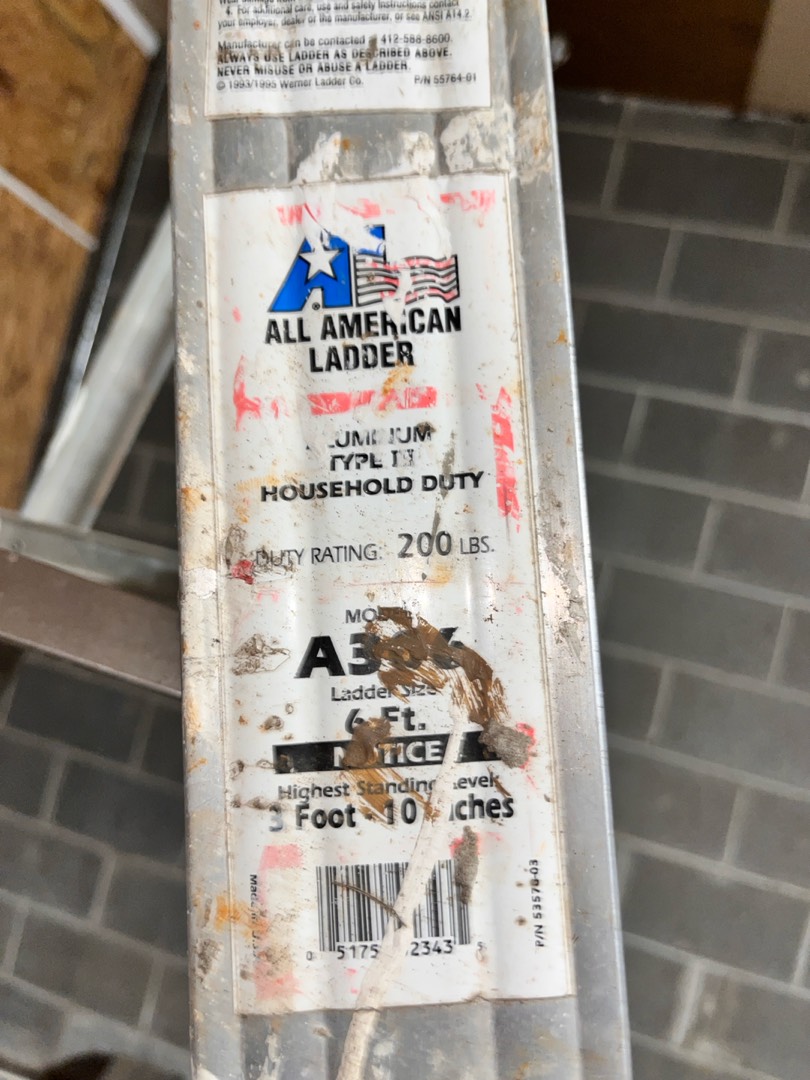 4. For additional care, use and safety instructions contact
your employer, dealer or the manufacturer, or see ANSI A14.2.
Manufacturer can be contacted 412-588-8600.
ALWAYS USE LADDER AS DESCRIBED ABOVE.
NEVER MISUSE OR ABUSE A LADDER.
© 1993/1995 Werner Ladder Co. P/N 55764-01
ALL AMERICAN
LADDER
HOUSEHOLD DUTY
DUTY RATING: 200 LBS.
Ladder Size
6 Ft.
NOTICE
Highest Standing Level
3 Foot - 10 Inches
P/N 53570-03